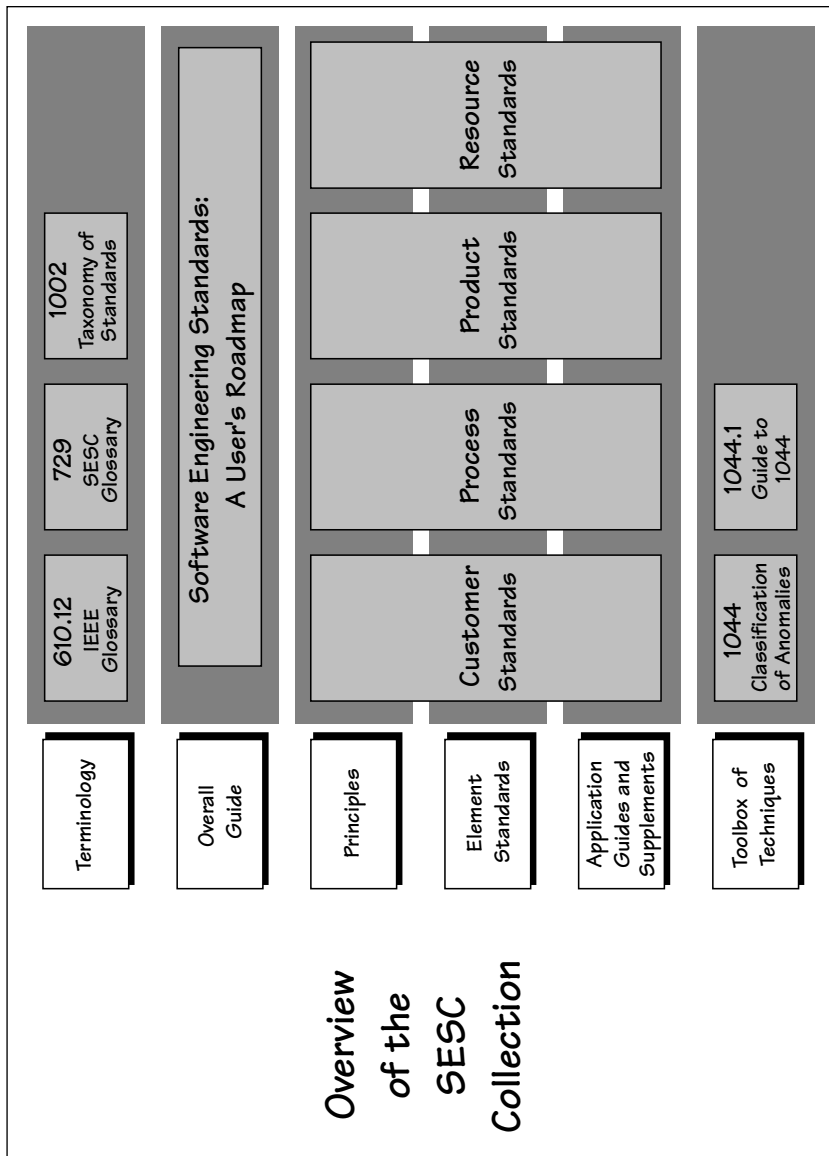 Overview
of the
SESC
Collection
Terminology
610.12
IEEE
Glossary
729
SESC
Glossary
1002
Taxonomy of
Standards
Overall
Guide
Software Engineering Standards:
A User's Roadmap
Principles
Element
Standards
Application
Guides and
Supplements
Customer
Standards
Process
Standards
Product
Standards
Resource
Standards
Toolbox of
Techniques
1044
Classification
of Anomalies
1044.1
Guide to
1044